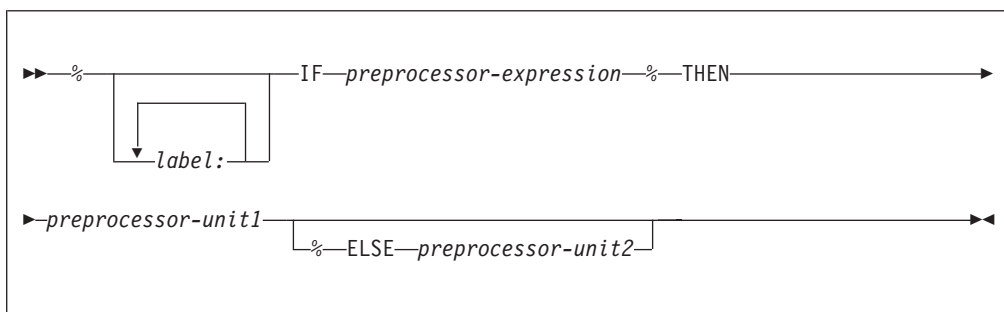 % IF preprocessor-expression % THEN
label:
preprocessor-unit1
% ELSE preprocessor-unit2